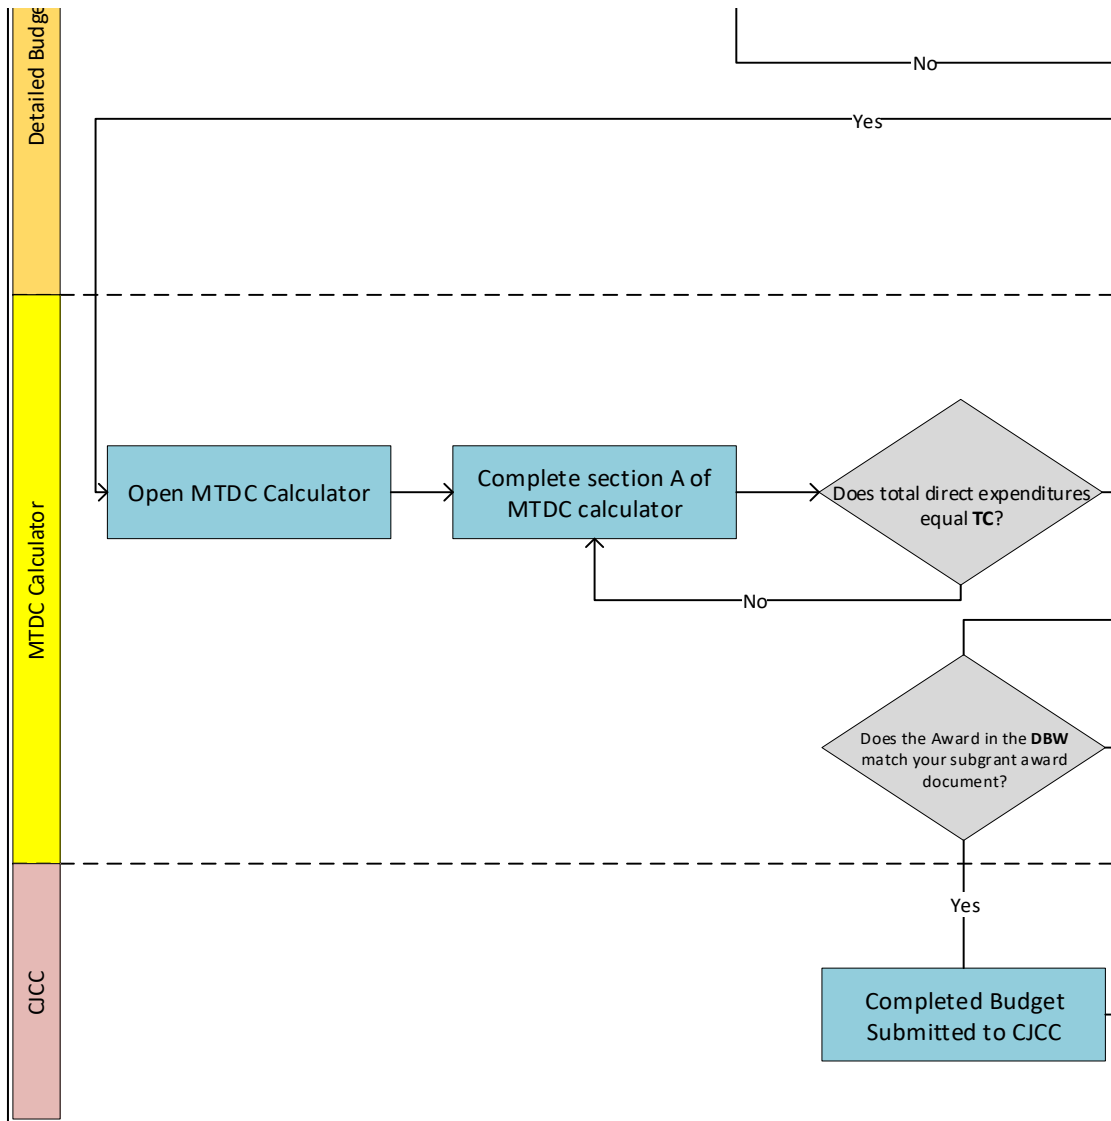 Detailed Budge
No
Yes
MTDC Calculator
Open MTDC Calculator
Complete section A of
MTDC calculator
Does total direct expenditures
equal TC?
No
Does the Award in the DBW
match your subgrant award
document?
CJCC
Yes
Completed Budget
Submitted to CJCC